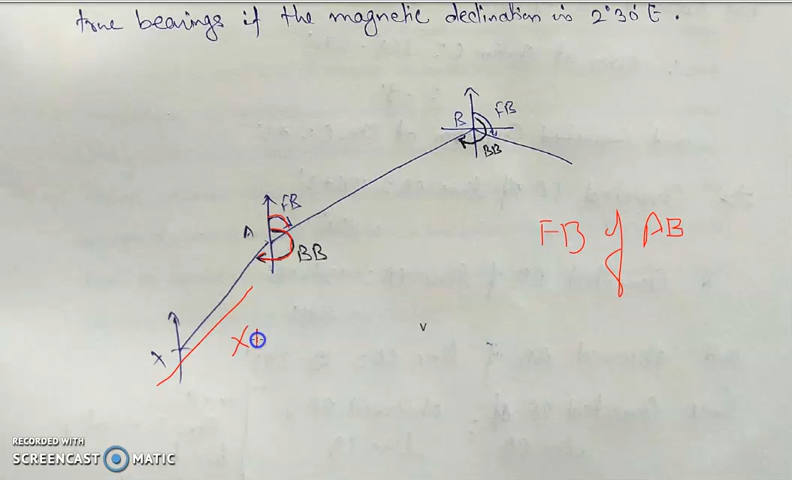 true bearings if the magnetic declination is 2°30' E.
B FB
BB
FB
A
BB
FB of AB
X
X
v
RECORDED WITH
SCREENCAST MATIC